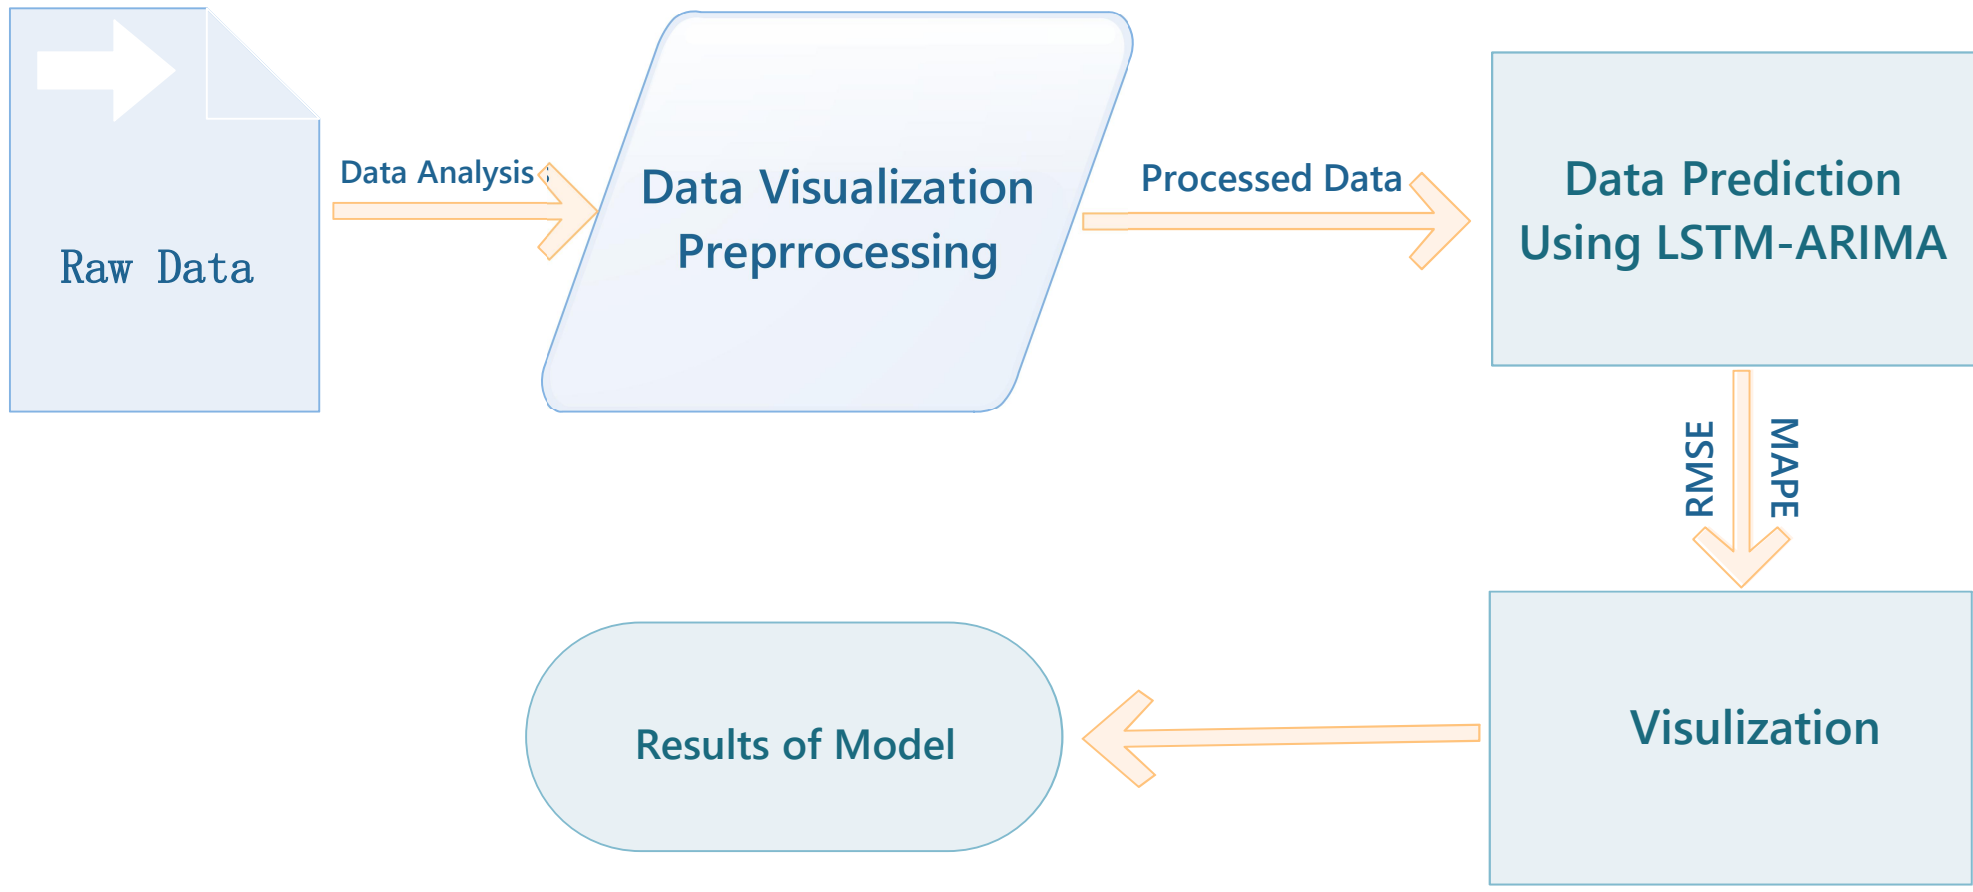 Raw Data
Data Analysis
Data Visualization
Preprrocessing
Processed Data
Data Prediction
Using LSTM-ARIMA
RMSE
MAPE
Visulization
Results of Model